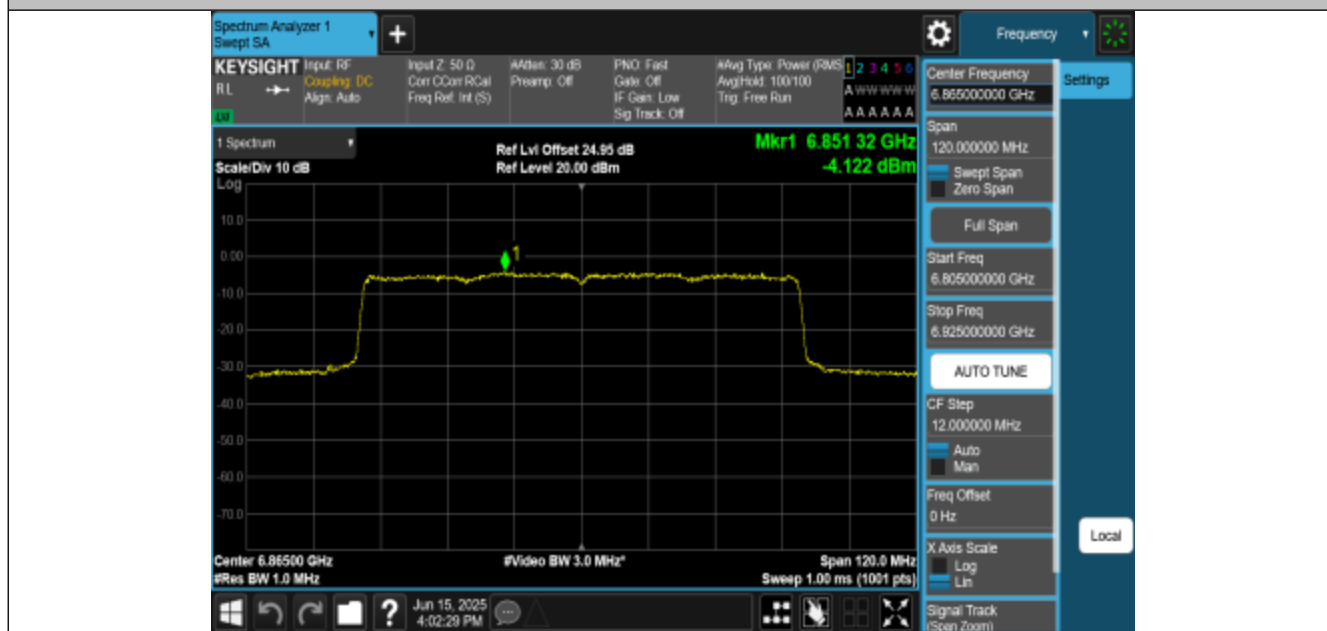 Spectrum Analyzer 1
Swept SA
+
Frequency
KEYSIGHT
RL
Input: RF
Coupling: DC
Align: Auto
Input Z: 50 Ω
Corr CCorr RCal
Freq Ref: Int (S)
#Atten: 30 dB
Preamp: Off
PNO: Fast
Gate: Off
IF Gain: Low
Sig Track: Off
#Avg Type: Power (RMS
Avg|Hold: 100/100
Trig: Free Run
1 2 3 4 5 6
A W W W W W
A A A A A A
1 Spectrum
Scale/Div 10 dB
Log
Ref Lvl Offset 24.95 dB
Ref Level 20.00 dBm
Mkr1 6.851 32 GHz
-4.122 dBm
10.0
0.00
-10.0
-20.0
-30.0
-40.0
-50.0
-60.0
-70.0
1
Center 6.86500 GHz
#Res BW 1.0 MHz
#Video BW 3.0 MHz*
Span 120.0 MHz
Sweep 1.00 ms (1001 pts)
Center Frequency
6.865000000 GHz
Settings
Span
120.000000 MHz
Swept Span
Zero Span
Full Span
Start Freq
6.805000000 GHz
Stop Freq
6.925000000 GHz
AUTO TUNE
CF Step
12.000000 MHz
Auto
Man
Freq Offset
0 Hz
X Axis Scale
Log
Lin
Local
Signal Track
(Span Zoom)
?
Jun 15, 2025
4:02:29 PM